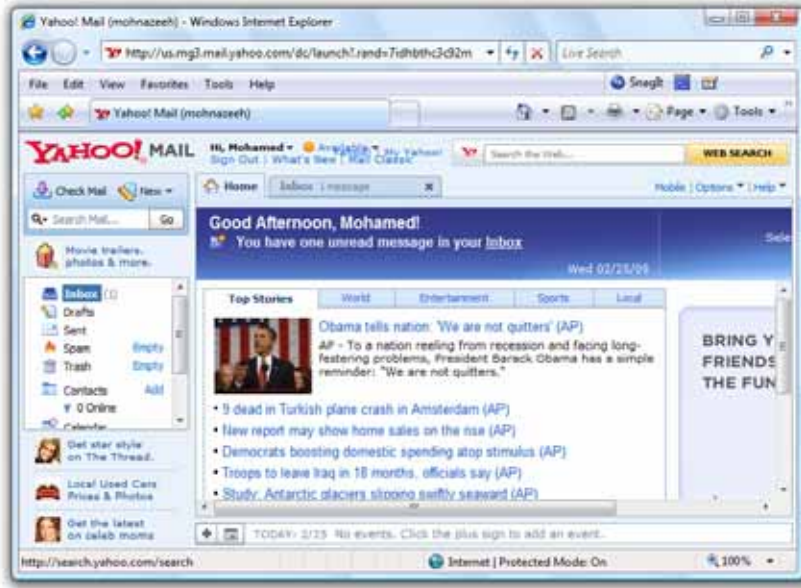 Yahoo! Mail (mohnazeeh) - Windows Internet Explorer
http://us.mg3.mail.yahoo.com/dc/launch?.rand=7idhbthc3c92m
Live Search
File Edit View Favorites Tools Help
SnagIt
Yahoo! Mail (mohnazeeh)
Page Tools
YAHOO! MAIL
Hi, Mohamed
Available
My Yahoo!
Sign Out What's New Mail Classic
Search the Web...
WEB SEARCH
Check Mail New
Home
Inbox 1 message
Mobile | Options | Help
Search Mail... Go
Good Afternoon, Mohamed!
You have one unread message in your Inbox
Wed 02/25/09
Movie trailers, photos & more.
Inbox (1)
Drafts
Sent
Spam Empty
Trash Empty
Contacts Add
0 Online
Calendar
Get star style
on The Thread.
Local Used Cars
Prices & Photos
Get the latest
on celeb moms
Top Stories World Entertainment Sports Local
Obama tells nation: 'We are not quitters' (AP)
AP - To a nation reeling from recession and facing long-
festering problems, President Barack Obama has a simple
reminder: "We are not quitters."
• 9 dead in Turkish plane crash in Amsterdam (AP)
• New report may show home sales on the rise (AP)
• Democrats boosting domestic spending atop stimulus (AP)
• Troops to leave Iraq in 18 months, officials say (AP)
• Study: Antarctic glaciers slipping swiftly seaward (AP)
BRING Y
FRIENDS
THE FUN
TODAY: 2/25 No events. Click the plus sign to add an event.
http://search.yahoo.com/search
Internet | Protected Mode: On
100%